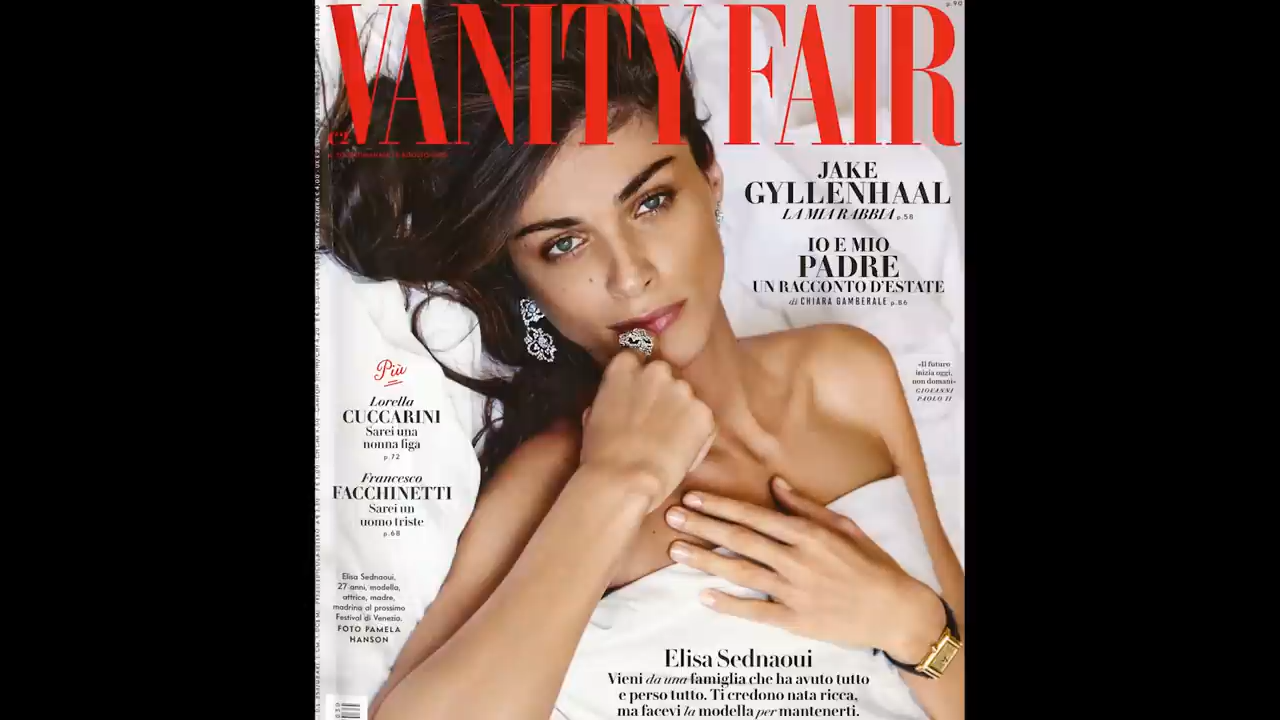 p.90
VANITY FAIR
JAKE
GYLLENHAAL
LA MIA RABBIA p.58
IO E MIO
PADRE
UN RACCONTO D'ESTATE
di CHIARA GAMBERALE p.86
«Il futuro
inizia oggi,
non domani»
GIOVANNI
PAOLO II
Più
Lorella
CUCCARINI
Sarei una
nonna figa
p.72
Francesco
FACCHINETTI
Sarei un
uomo triste
p.68
Elisa Sednaoui,
27 anni, modella,
attrice, madre,
madrina al prossimo
Festival di Venezia.
FOTO PAMELA
HANSON
Elisa Sednaoui
Vieni da una famiglia che ha avuto tutto
e perso tutto. Ti credono nata ricca,
ma facevi la modella per mantenerti.